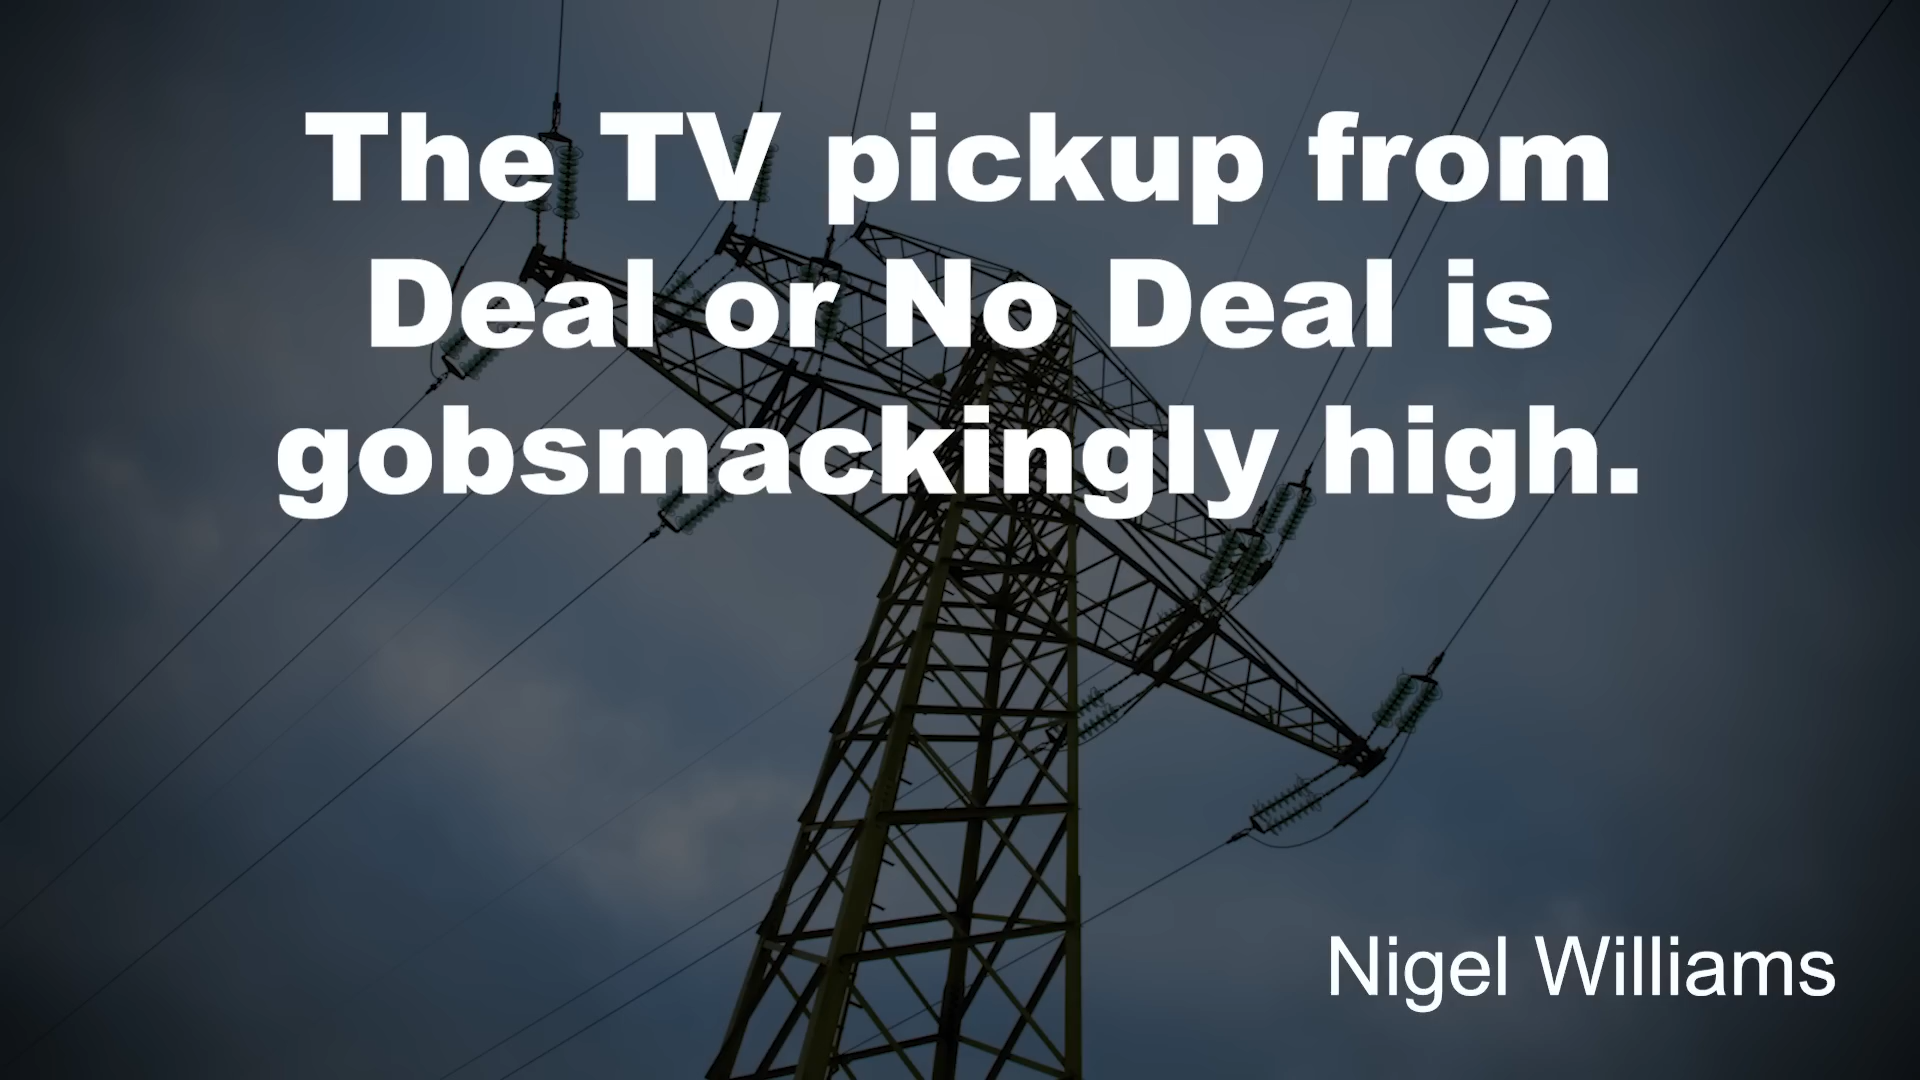 The TV pickup from
Deal or No Deal is
gobsmackingly high.
Nigel Williams